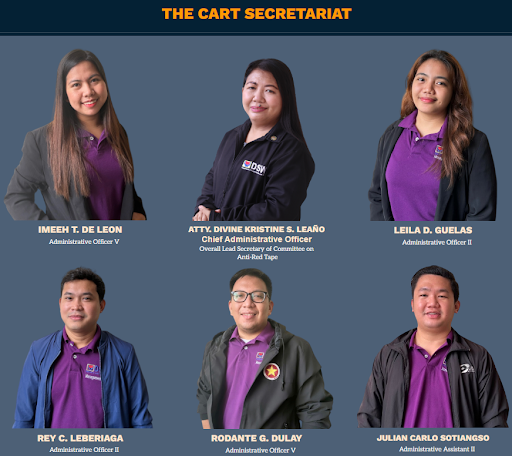 THE CART SECRETARIAT
DSW
IMEEH T. DE LEON
Administrative Officer V
ATTY. DIVINE KRISTINE S. LEAÑO
Chief Administrative Officer
Overall Lead Secretary of Committee on
Anti-Red Tape
LEILA D. GUELAS
Administrative Officer II
REY C. LEBERIAGA
Administrative Officer II
RODANTE G. DULAY
Administrative Officer V
JULIAN CARLO SOTIANGSO
Administrative Assistant II